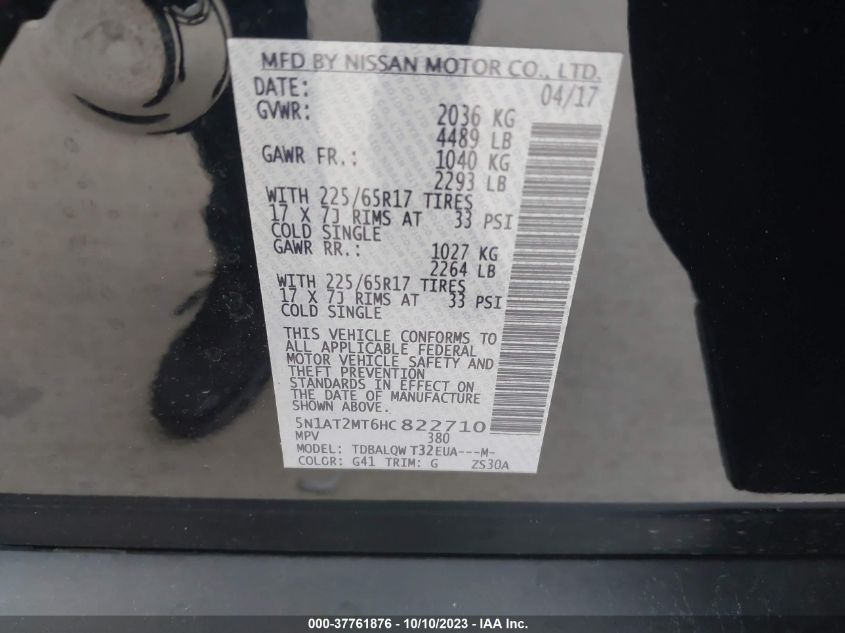 MFD BY NISSAN MOTOR CO., LTD.
DATE: 04/17
GVWR: 2036 KG
4489 LB
GAWR FR.: 1040 KG
2293 LB
WITH 225/65R17 TIRES
17 X 7J RIMS AT 33 PSI
COLD SINGLE
GAWR RR.: 1027 KG
2264 LB
WITH 225/65R17 TIRES
17 X 7J RIMS AT 33 PSI
COLD SINGLE
THIS VEHICLE CONFORMS TO
ALL APPLICABLE FEDERAL
MOTOR VEHICLE SAFETY AND
THEFT PREVENTION
STANDARDS IN EFFECT ON
THE DATE OF MANUFACTURE
SHOWN ABOVE.
5N1AT2MT6HC822710
MPV 380
MODEL: TDBALQW T32EUA---M-
COLOR: G41 TRIM: G ZS30A
000-37761876 - 10/10/2023 - IAA Inc.